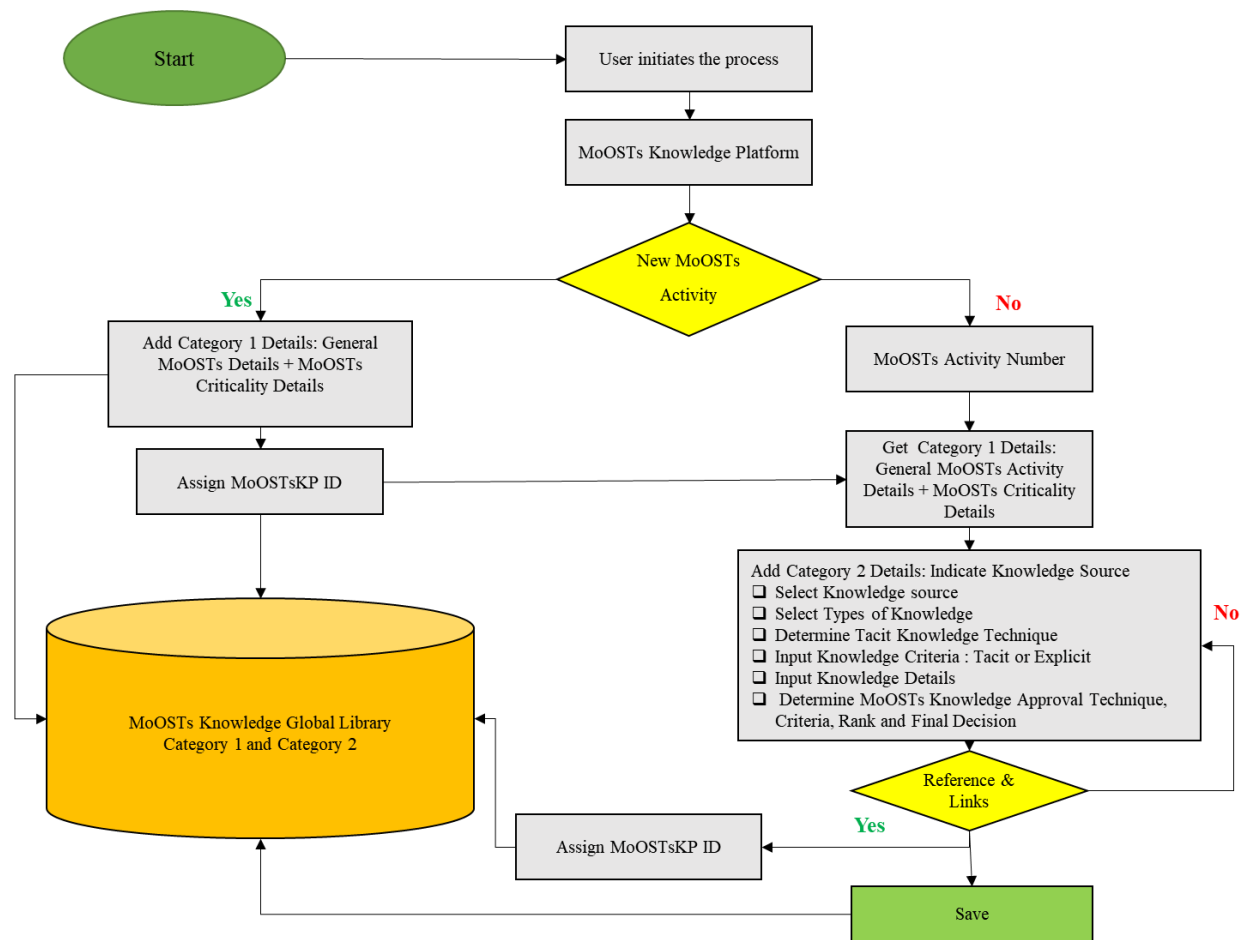 Start
User initiates the process
MoOSTs Knowledge Platform
New MoOSTs
Activity
Yes
No
Add Category 1 Details: General
MoOSTs Details + MoOSTs
Criticality Details
MoOSTs Activity Number
Assign MoOSTsKP ID
Get Category 1 Details:
General MoOSTs Activity
Details + MoOSTs Criticality
Details
Add Category 2 Details: Indicate Knowledge Source
❑ Select Knowledge source
❑ Select Types of Knowledge
❑ Determine Tacit Knowledge Technique
❑ Input Knowledge Criteria : Tacit or Explicit
❑ Input Knowledge Details
❑ Determine MoOSTs Knowledge Approval Technique,
Criteria, Rank and Final Decision
No
MoOSTs Knowledge Global Library
Category 1 and Category 2
Reference &
Links
Yes
Assign MoOSTsKP ID
Save